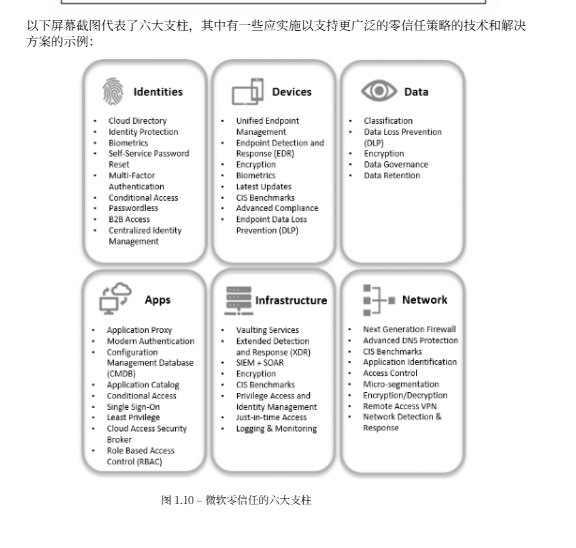 以下屏幕截图代表了六大支柱，其中有一些应实施以支持更广泛的零信任策略的技术和解决
方案的示例：
Identities
• Cloud Directory
• Identity Protection
• Biometrics
• Self-Service Password
Reset
• Multi-Factor
Authentication
• Conditional Access
• Passwordless
• B2B Access
• Centralized Identity
Management
Devices
• Unified Endpoint
Management
• Endpoint Detection and
Response (EDR)
• Encryption
• Biometrics
• Latest Updates
• CIS Benchmarks
• Advanced Compliance
• Endpoint Data Loss
Prevention (DLP)
Data
• Classification
• Data Loss Prevention
(DLP)
• Encryption
• Data Governance
• Data Retention
Apps
• Application Proxy
• Modern Authentication
• Configuration
Management Database
(CMDB)
• Application Catalog
• Conditional Access
• Single Sign-On
• Least Privilege
• Cloud Access Security
Broker
• Role Based Access
Control (RBAC)
Infrastructure
• Vaulting Services
• Extended Detection
and Response (XDR)
• SIEM + SOAR
• Encryption
• CIS Benchmarks
• Privilege Access and
Identity Management
• Just-in-time Access
• Logging & Monitoring
Network
• Next Generation Firewall
• Advanced DNS Protection
• CIS Benchmarks
• Application Identification
• Access Control
• Micro-segmentation
• Encryption/Decryption
• Remote Access VPN
• Network Detection &
Response
图 1.10 – 微软零信任的六大支柱